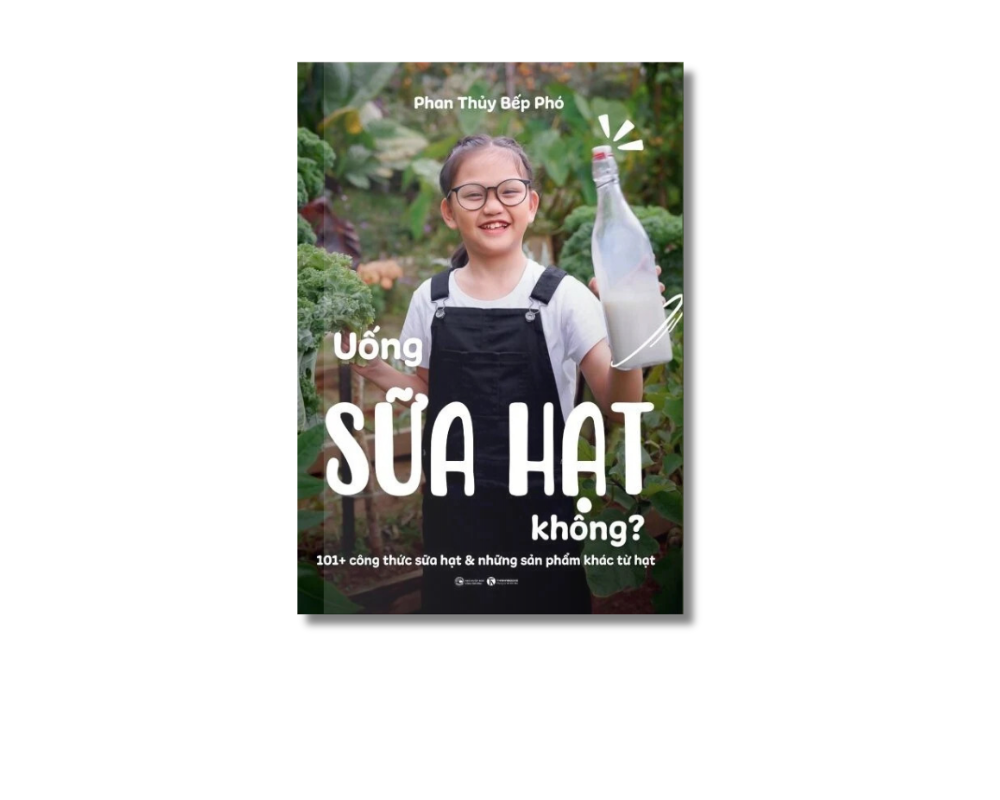 Phan Thủy Bếp Phó
Uống
SỮA HẠT
không?
101+ công thức sữa hạt & những sản phẩm khác từ hạt